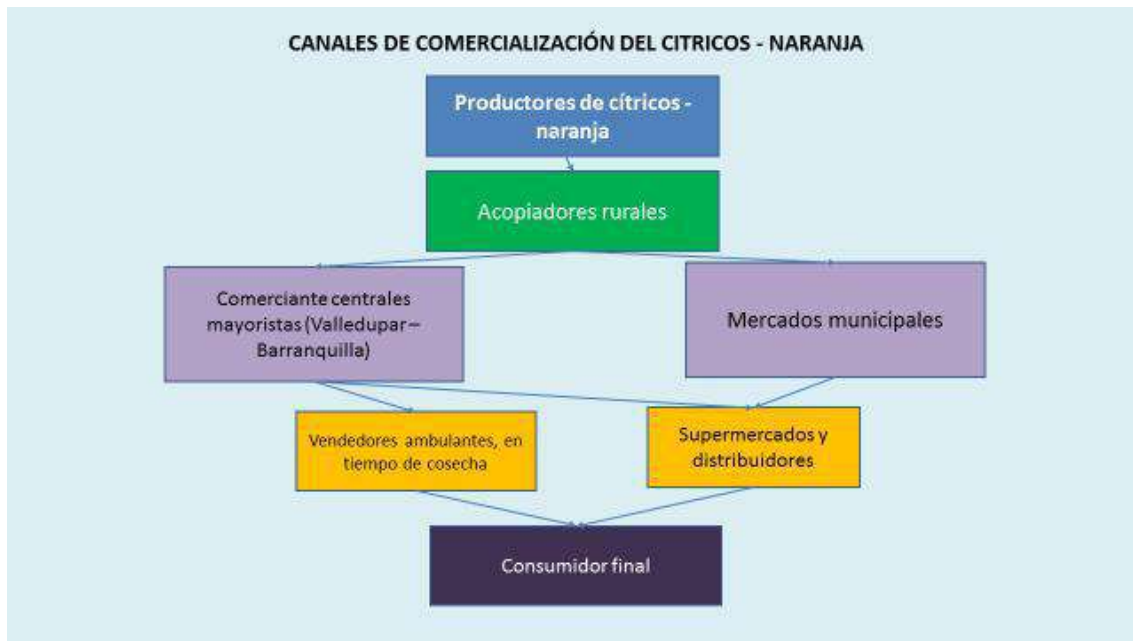 CANALES DE COMERCIALIZACIÓN DEL CITRICOS - NARANJA
Productores de cítricos -
naranja
Acopiadores rurales
Comerciante centrales
mayoristas (Valledupar –
Barranquilla)
Mercados municipales
Vendedores ambulantes, en
tiempo de cosecha
Supermercados y
distribuidores
Consumidor final